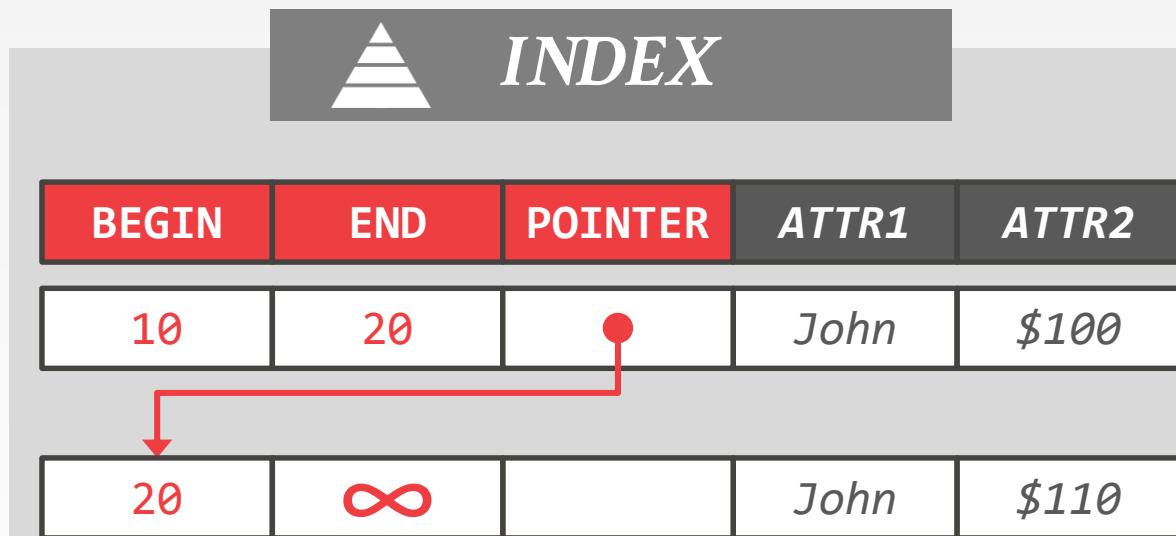 INDEX
BEGIN END POINTER ATTR1 ATTR2
10 20 John $100
20 ∞ John $110